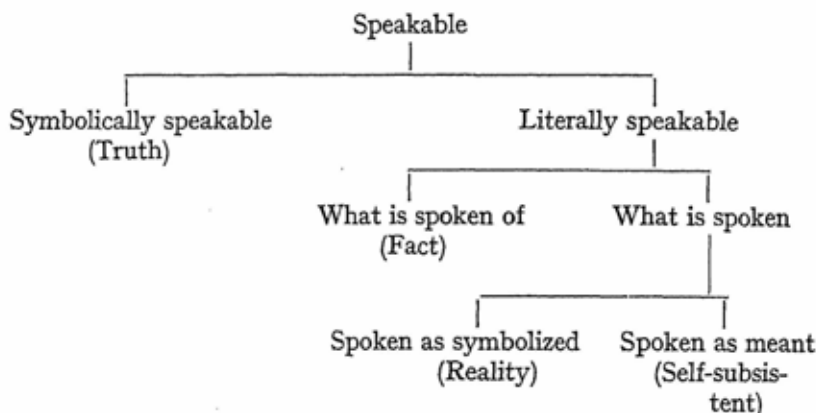 Speakable
Symbolically speakable
(Truth)
Literally speakable
What is spoken of
(Fact)
What is spoken
Spoken as symbolized
(Reality)
Spoken as meant
(Self-subsis-
tent)